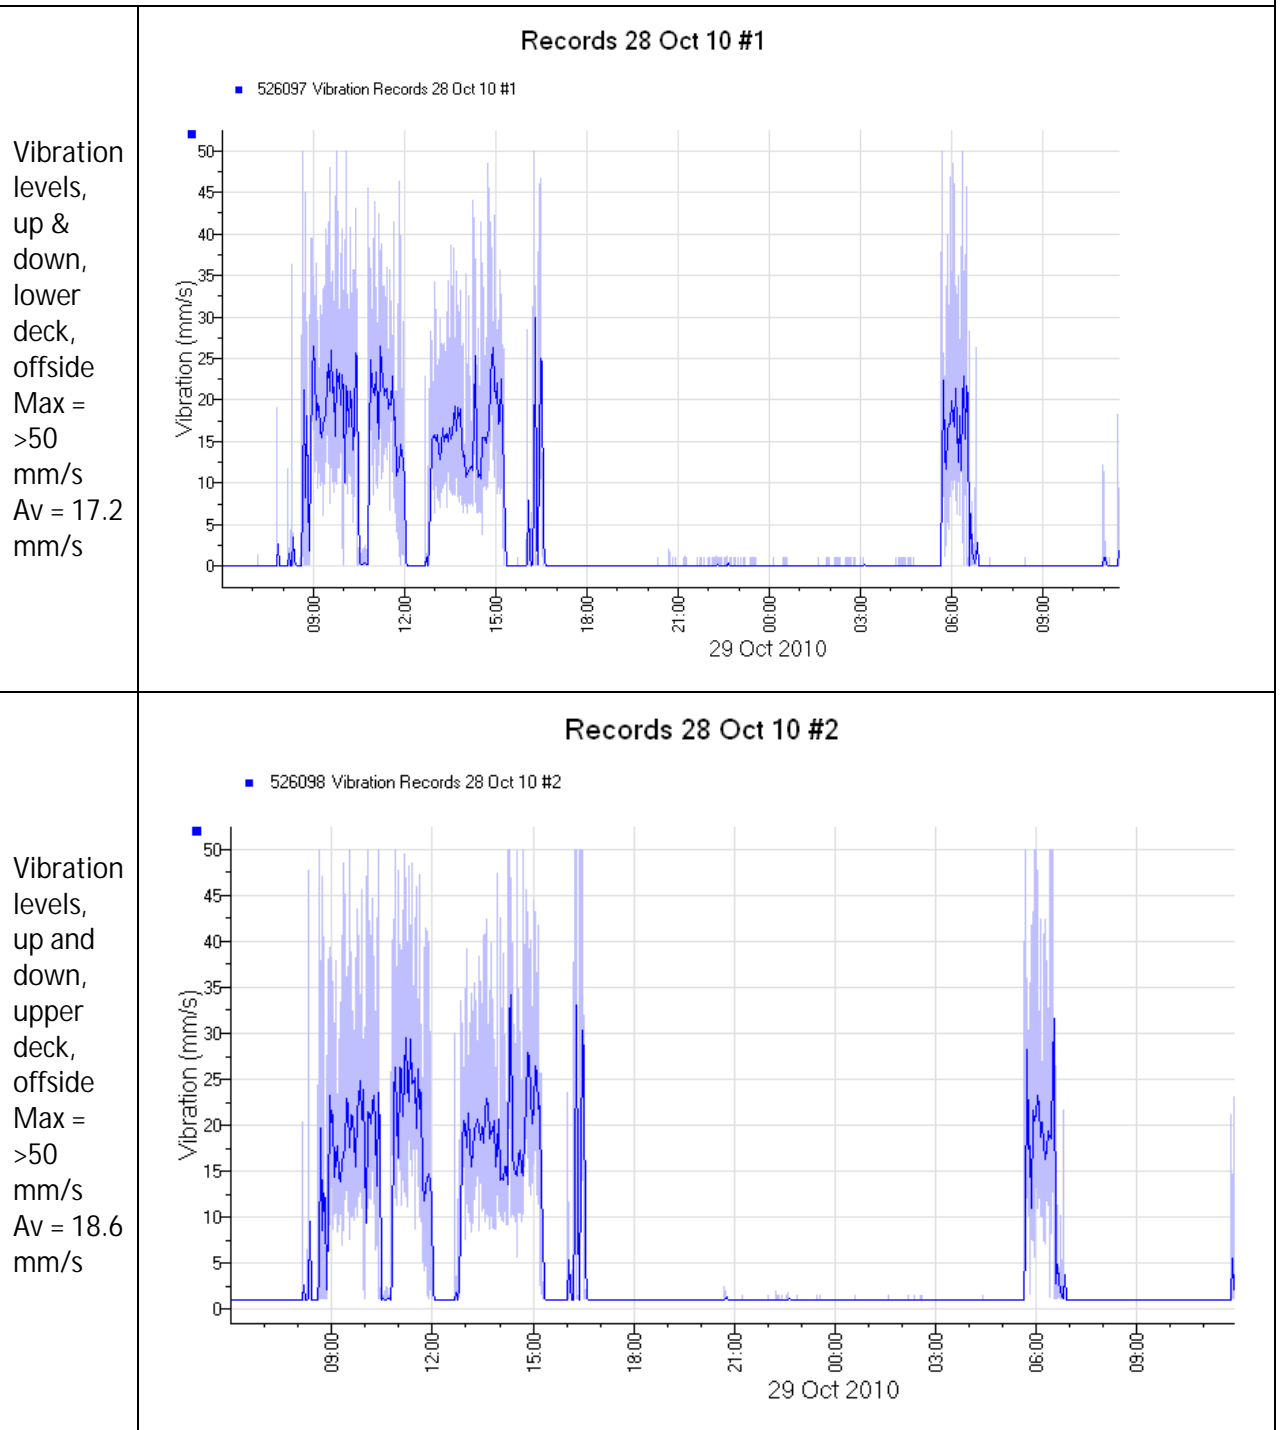 Vibration
levels,
up &
down,
lower
deck,
offside
Max =
>50
mm/s
Av = 17.2
mm/s
Records 28 Oct 10 #1
526097 Vibration Records 28 Oct 10 #1
Vibration (mm/s)
50
45
40
35
30
25
20
15
10
5
0
09:00
12:00
15:00
18:00
21:00
00:00
03:00
06:00
09:00
29 Oct 2010
Vibration
levels,
up and
down,
upper
deck,
offside
Max =
>50
mm/s
Av = 18.6
mm/s
Records 28 Oct 10 #2
526098 Vibration Records 28 Oct 10 #2
Vibration (mm/s)
50
45
40
35
30
25
20
15
10
5
0
09:00
12:00
15:00
18:00
21:00
00:00
03:00
06:00
09:00
29 Oct 2010